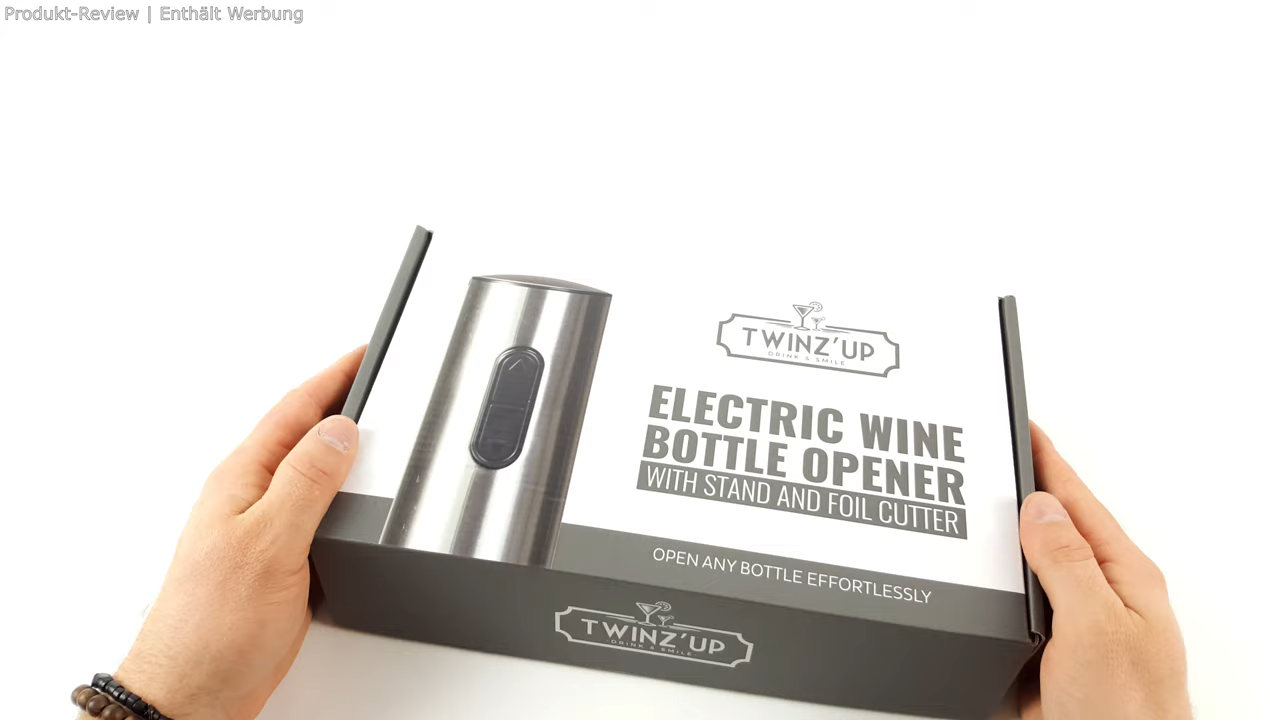 Produkt-Review | Enthält Werbung
TWINZ'UP
DRINK & SMILE
ELECTRIC WINE
BOTTLE OPENER
WITH STAND AND FOIL CUTTER
OPEN ANY BOTTLE EFFORTLESSLY
TWINZ'UP
DRINK & SMILE